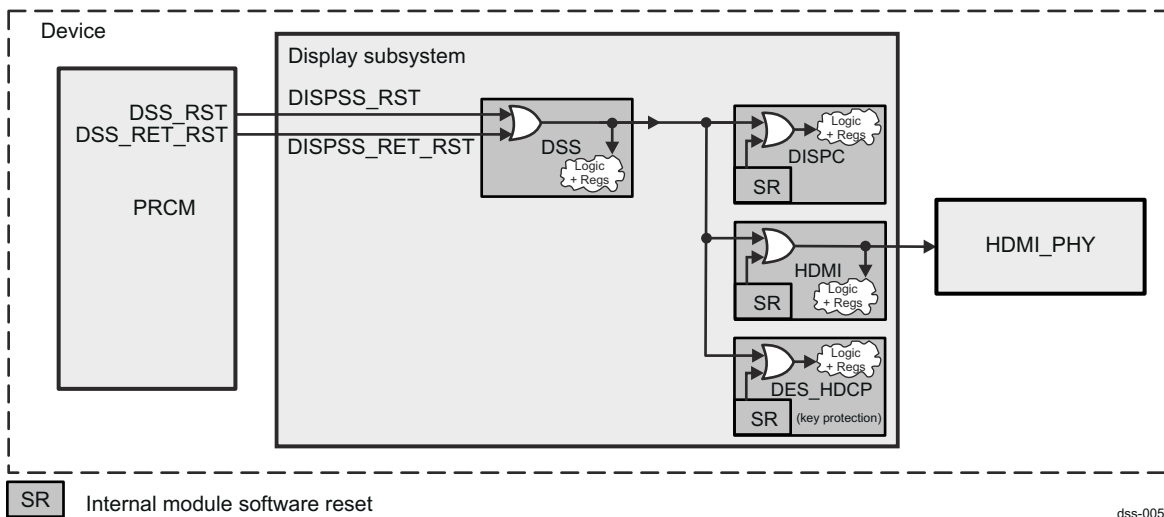 Device
Display subsystem
DSS_RST
DSS_RET_RST
PRCM
DISPSS_RST
DISPSS_RET_RST
DSS
Logic
+ Regs
Logic
+ Regs
DISPC
SR
HDMI
Logic
+ Regs
SR
Logic
+ Regs
DES_HDCP
(key protection)
SR
HDMI_PHY
SR Internal module software reset
dss-005